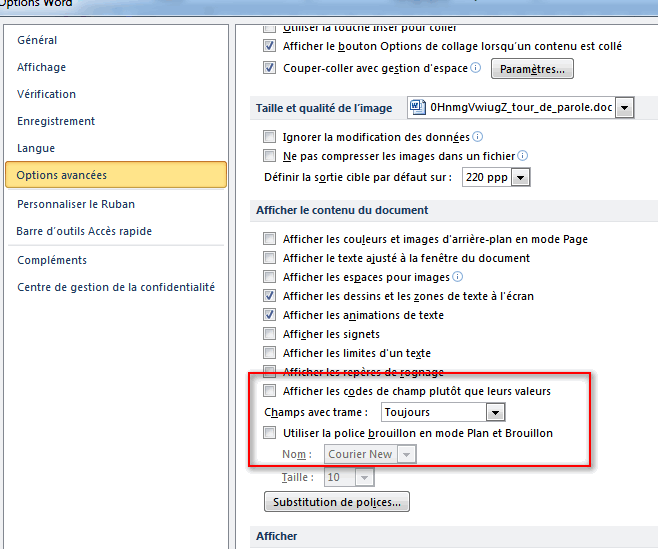 Options Word
Général
Affichage
Vérification
Enregistrement
Langue
Options avancées
Personnaliser le Ruban
Barre d'outils Accès rapide
Compléments
Centre de gestion de la confidentialité
Utiliser la touche Inser pour coller
Afficher le bouton Options de collage lorsqu'un contenu est collé
Couper-coller avec gestion d'espace
Paramètres...
Taille et qualité de l'image
0HnmgVwiugZ_tour_de_parole.doc
Ignorer la modification des données
Ne pas compresser les images dans un fichier
Définir la sortie cible par défaut sur : 220 ppp
Afficher le contenu du document
Afficher les couleurs et images d'arrière-plan en mode Page
Afficher le texte ajusté à la fenêtre du document
Afficher les espaces pour images
Afficher les dessins et les zones de texte à l'écran
Afficher les animations de texte
Afficher les signets
Afficher les limites d'un texte
Afficher les repères de rognage
Afficher les codes de champ plutôt que leurs valeurs
Champs avec trame : Toujours
Utiliser la police brouillon en mode Plan et Brouillon
Nom : Courier New
Taille : 10
Substitution de polices...
Afficher